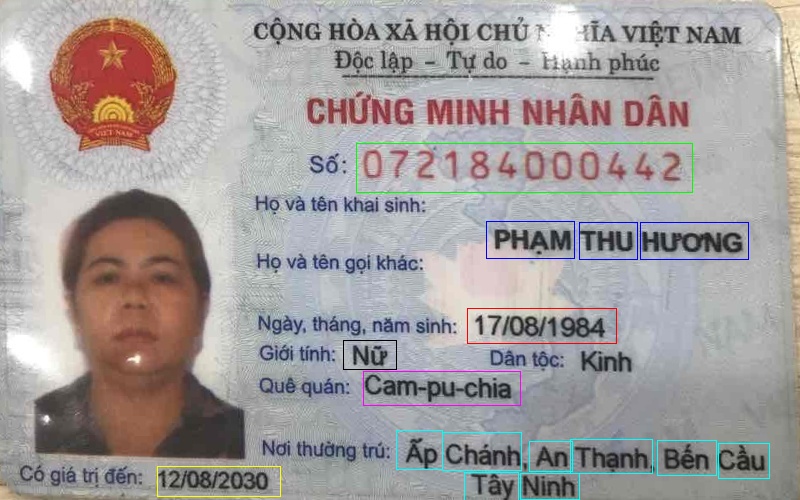 CỘNG HÒA XÃ HỘI CHỦ NGHĨA VIỆT NAM
Độc lập – Tự do – Hạnh phúc
CHỨNG MINH NHÂN DÂN
Số: 072184000442
Họ và tên khai sinh:
PHẠM THU HƯƠNG
Họ và tên gọi khác:
Ngày, tháng, năm sinh: 17/08/1984
Giới tính: Nữ Dân tộc: Kinh
Quê quán: Cam-pu-chia
Nơi thường trú: Ấp Chánh, An Thạnh, Bến Cầu
Tây Ninh
Có giá trị đến: 12/08/2030
VIỆT NAM